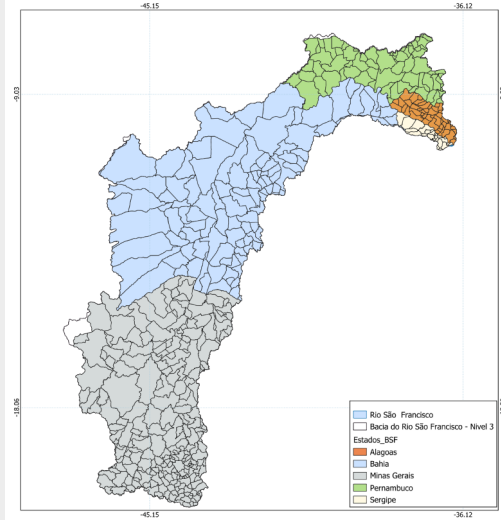 -45.15
-36.12
-9.03
-18.06
Rio São Francisco
Bacia do Rio São Francisco - Nivel 3
Estados_BSF
Alagoas
Bahia
Minas Gerais
Pernambuco
Sergipe
-45.15
-36.12